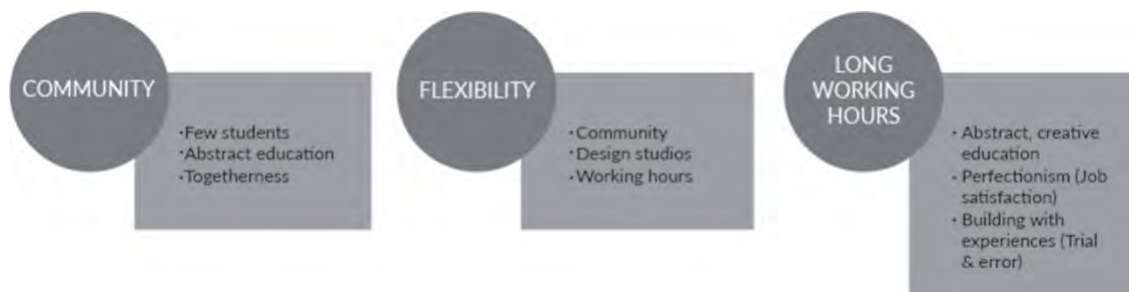 COMMUNITY
·Few students
·Abstract education
·Togetherness
FLEXIBILITY
·Community
·Design studios
·Working hours
LONG
WORKING
HOURS
· Abstract, creative
education
· Perfectionism (Job
satisfaction)
· Building with
experiences (Trial
& error)